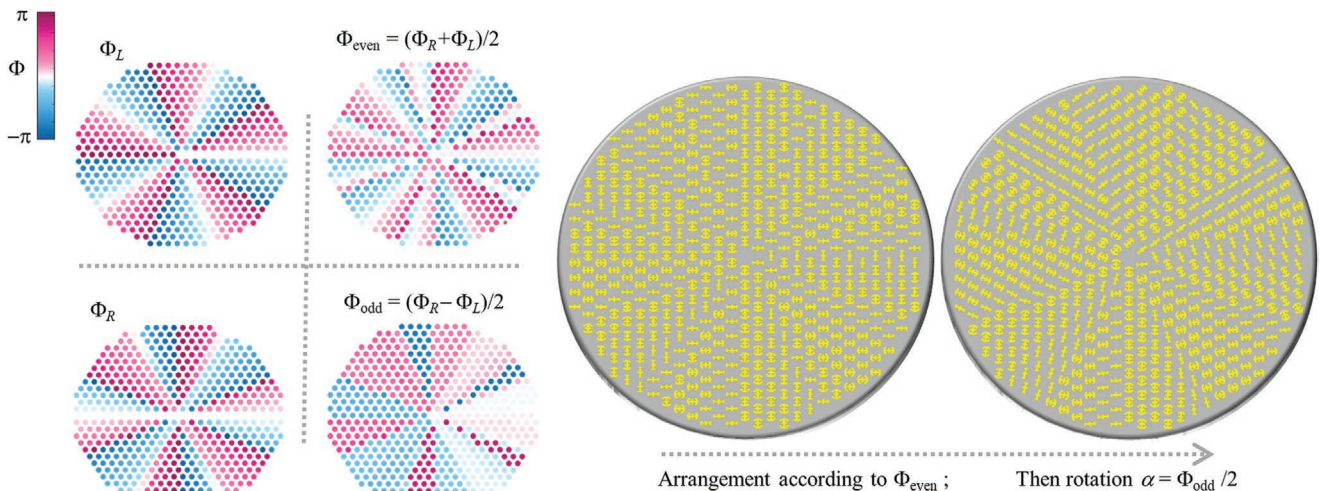 π
Φ
−π
Φ_L
Φ_even = (Φ_R+Φ_L)/2
Φ_R
Φ_odd = (Φ_R−Φ_L)/2
Arrangement according to Φ_even ;
Then rotation α = Φ_odd /2